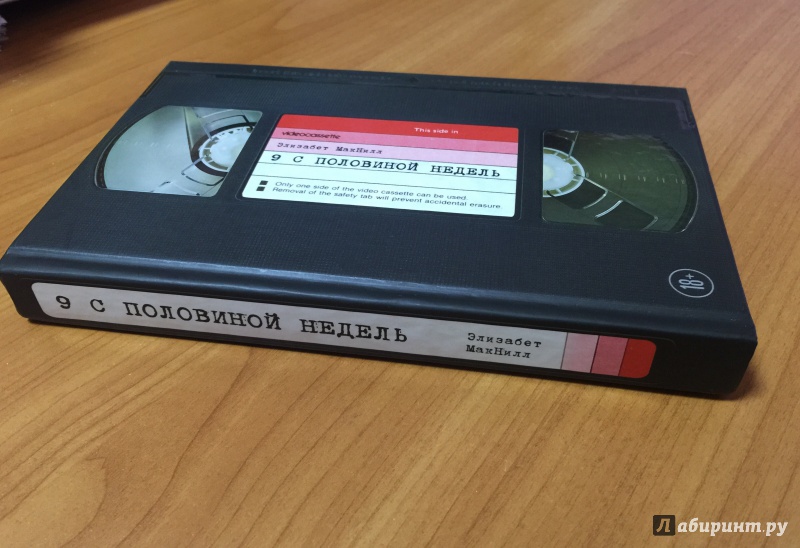 videocassette
This side in
Элизабет МакНилл
9 С ПОЛОВИНОЙ НЕДЕЛЬ
Only one side of the video cassette can be used.
Removal of the safety tab will prevent accidental erasure
18+
9 С ПОЛОВИНОЙ НЕДЕЛЬ
Элизабет
МакНилл
Лабиринт.ру